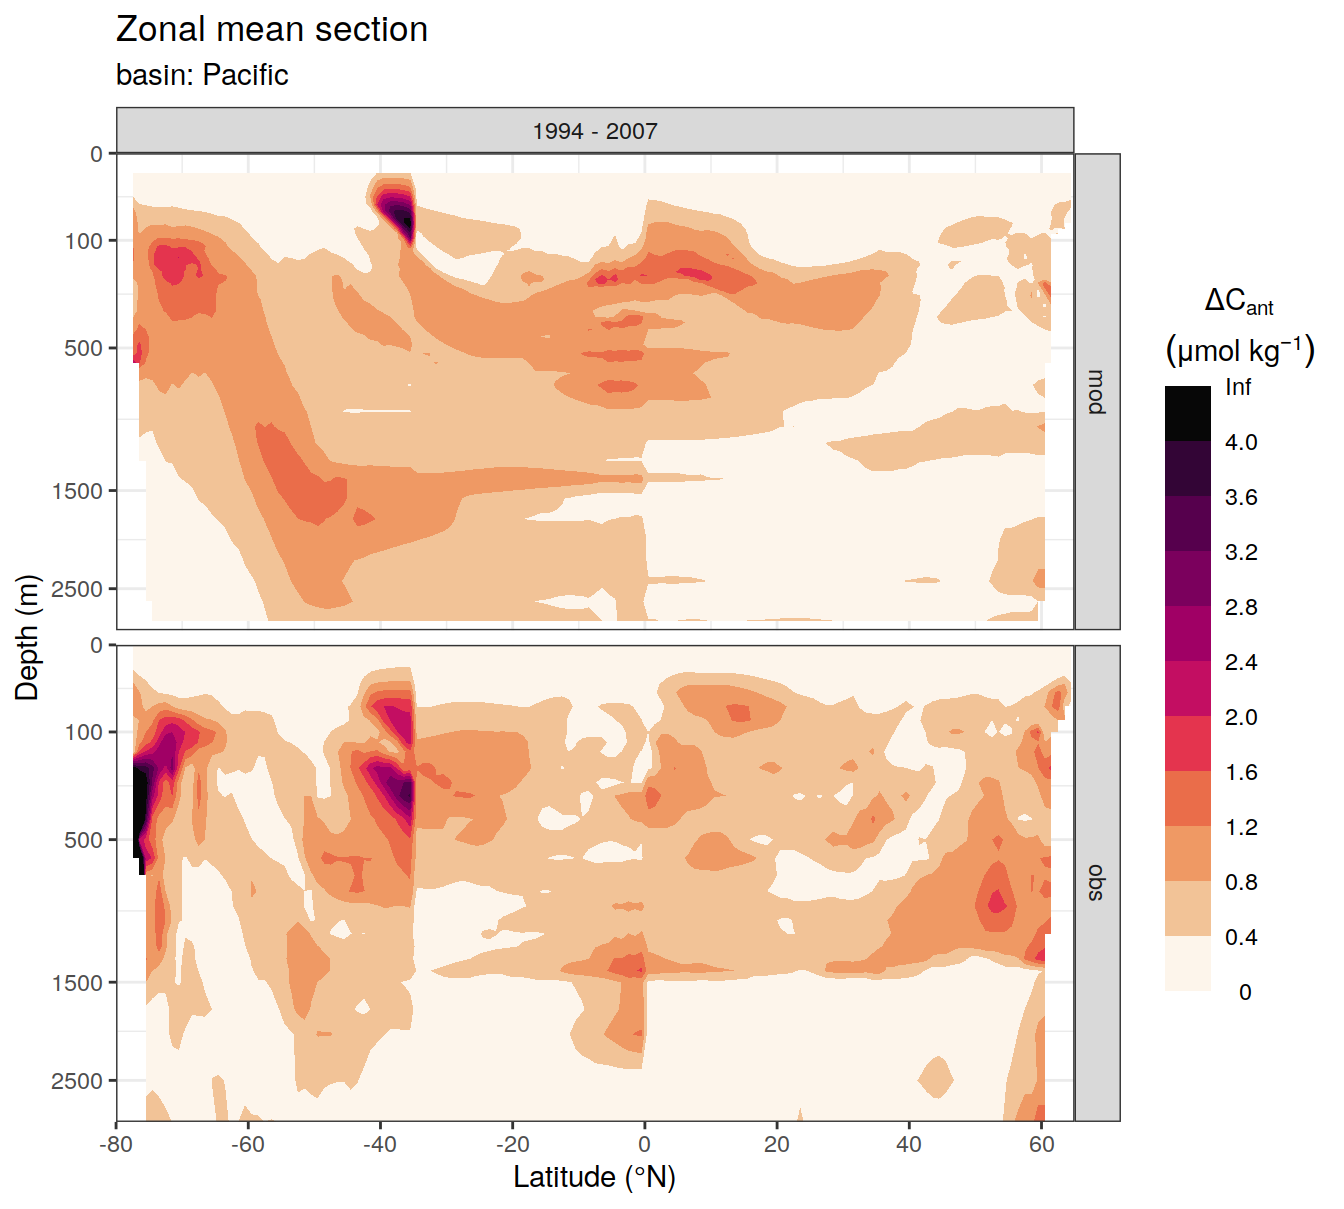 Zonal mean section
basin: Pacific
1994 - 2007
0
100
500
1500
2500
mod
0
100
500
1500
2500
obs
Depth (m)
-80 -60 -40 -20 0 20 40 60
Latitude (°N)
ΔCant
(μmol kg⁻¹)
Inf
4.0
3.6
3.2
2.8
2.4
2.0
1.6
1.2
0.8
0.4
0